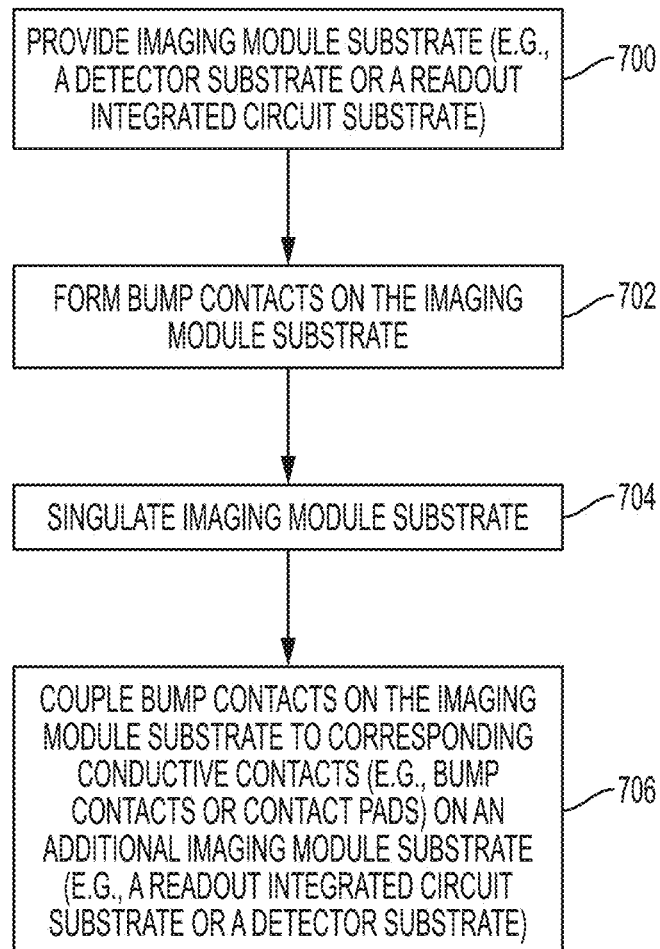 PROVIDE IMAGING MODULE SUBSTRATE (E.G.,
A DETECTOR SUBSTRATE OR A READOUT
INTEGRATED CIRCUIT SUBSTRATE)
700
FORM BUMP CONTACTS ON THE IMAGING
MODULE SUBSTRATE
702
SINGULATE IMAGING MODULE SUBSTRATE
704
COUPLE BUMP CONTACTS ON THE IMAGING
MODULE SUBSTRATE TO CORRESPONDING
CONDUCTIVE CONTACTS (E.G., BUMP
CONTACTS OR CONTACT PADS) ON AN
ADDITIONAL IMAGING MODULE SUBSTRATE
(E.G., A READOUT INTEGRATED CIRCUIT
SUBSTRATE OR A DETECTOR SUBSTRATE)
706